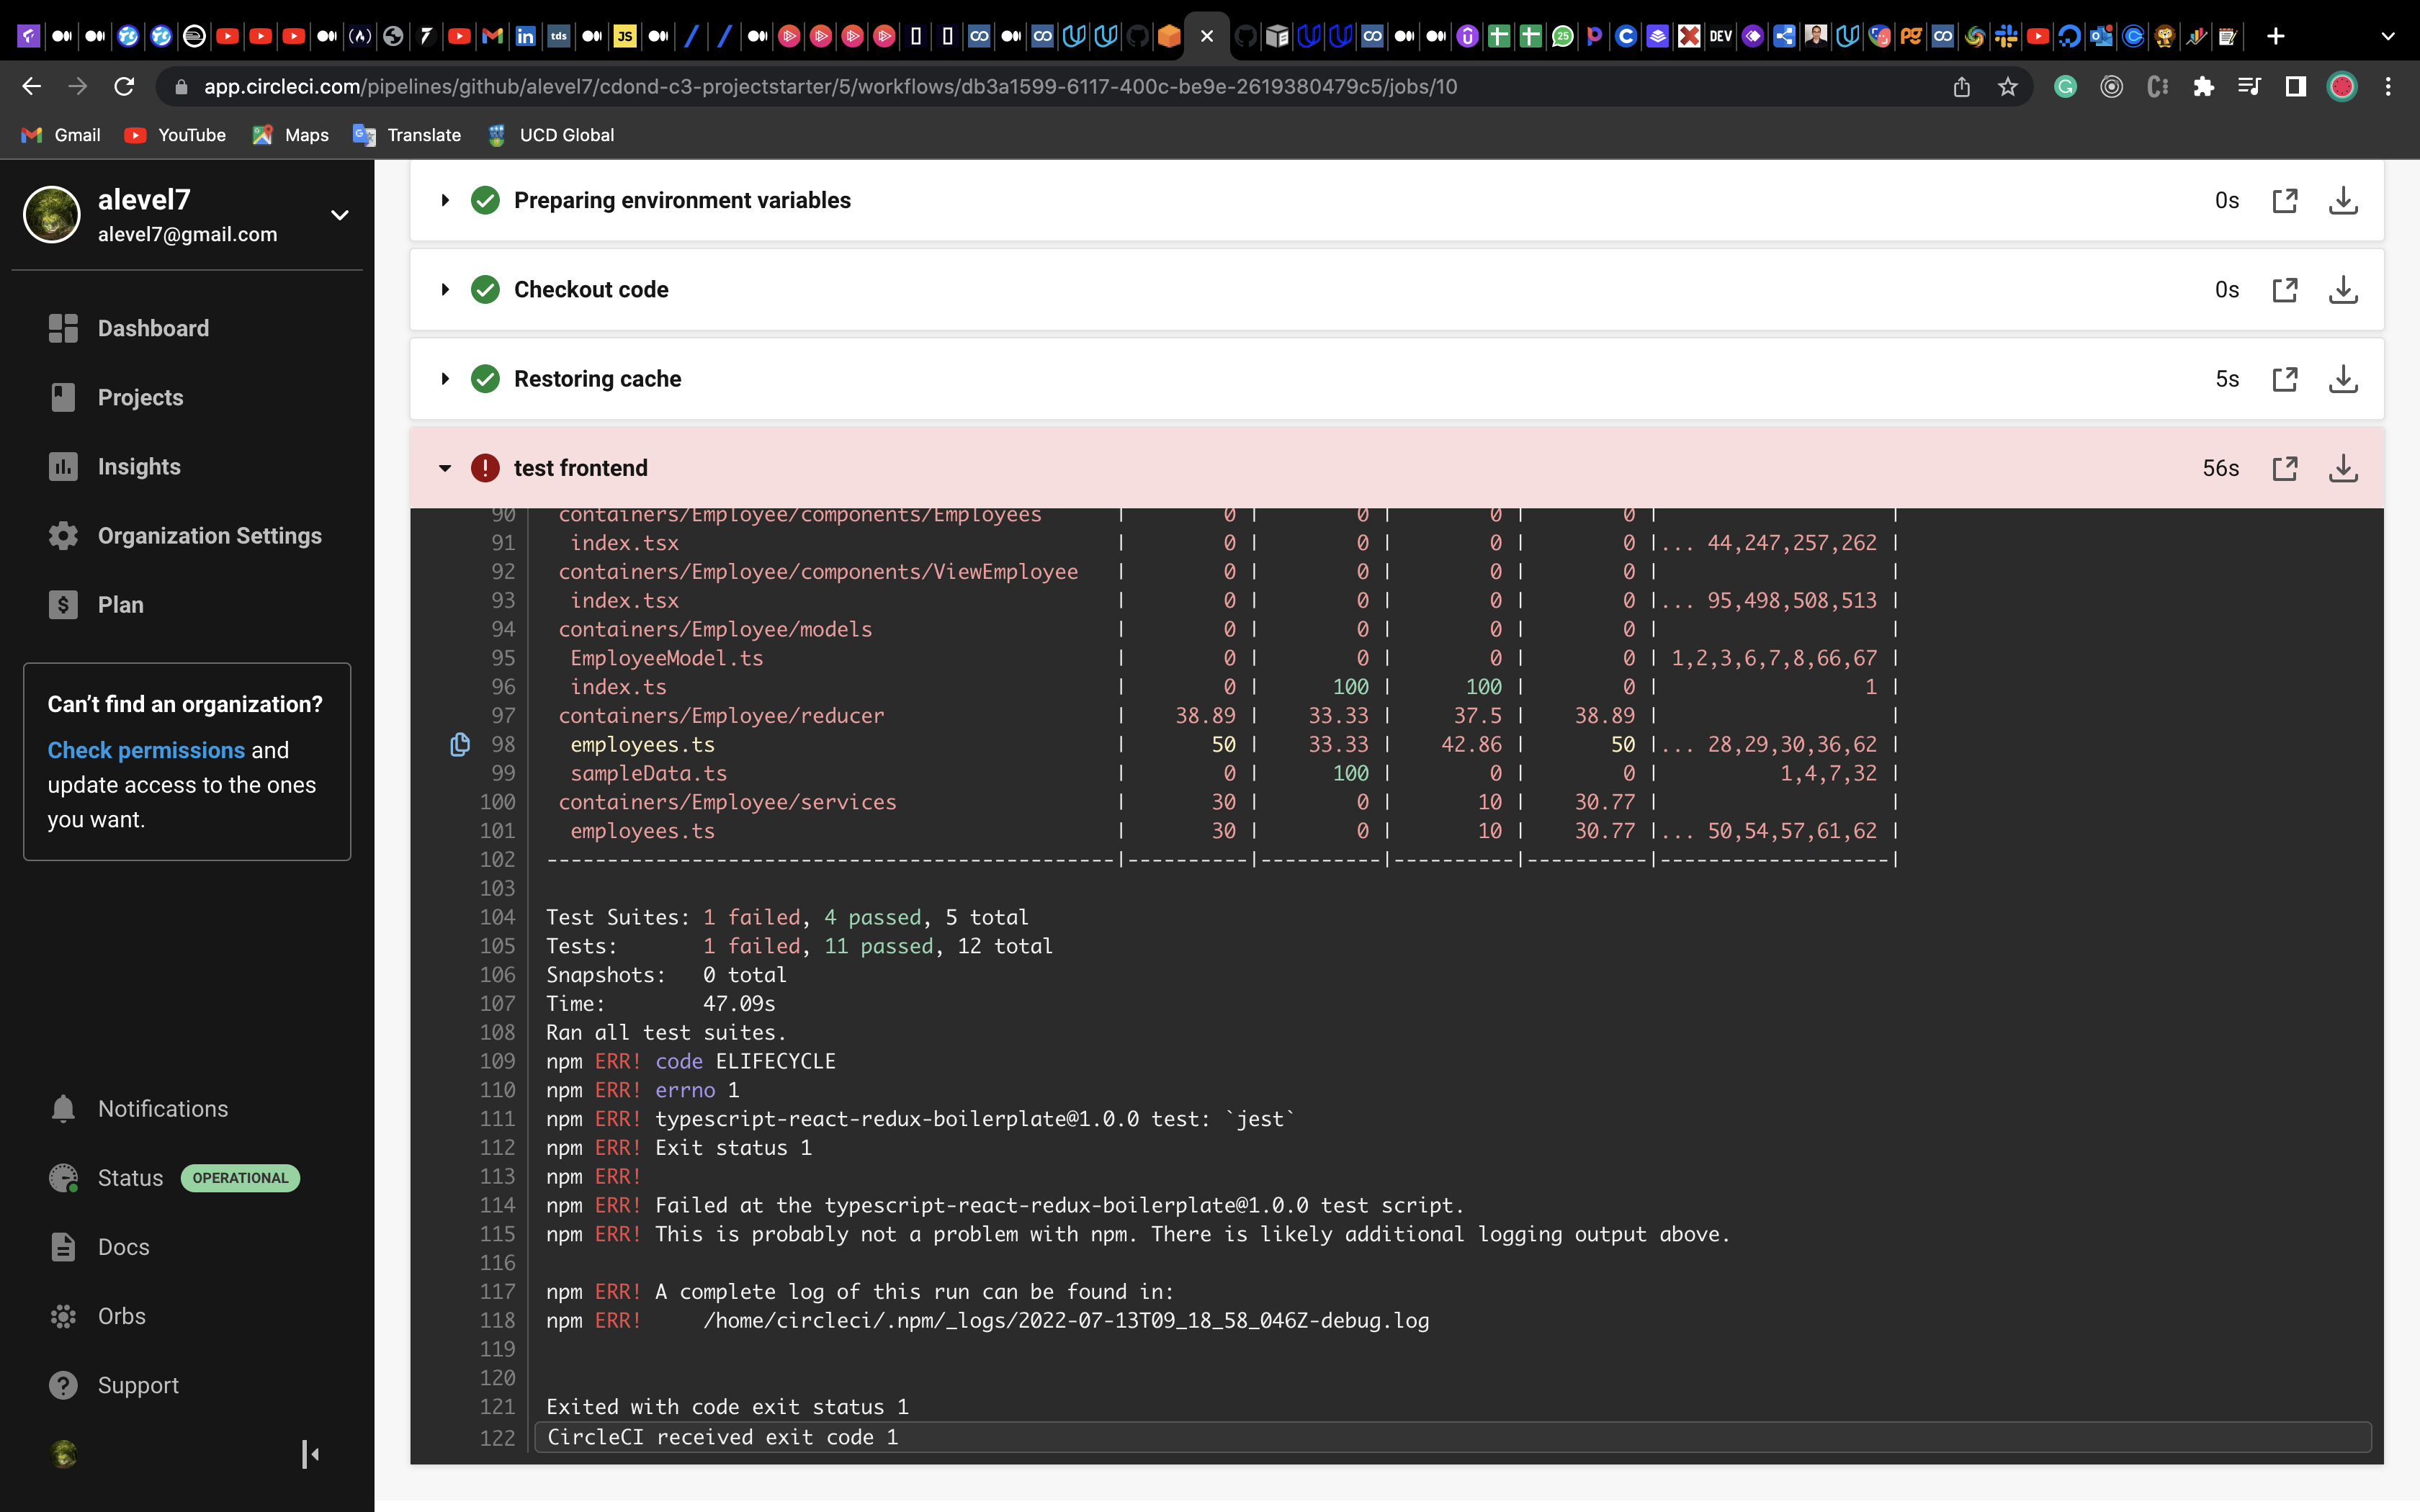 tds
JS
DEV
25
app.circleci.com/pipelines/github/alevel7/cdond-c3-projectstarter/5/workflows/db3a1599-6117-400c-be9e-2619380479c5/jobs/10
Gmail
YouTube
Maps
Translate
UCD Global
alevel7
alevel7@gmail.com
Dashboard
Projects
Insights
Organization Settings
Plan
Can't find an organization?
Check permissions and
update access to the ones
you want.
Notifications
Status OPERATIONAL
Docs
Orbs
Support
Preparing environment variables 0s
Checkout code 0s
Restoring cache 5s
test frontend 56s
90 containers/Employee/components/Employees | 0 | 0 | 0 | 0 | |
91 index.tsx | 0 | 0 | 0 | 0 |... 44,247,257,262 |
92 containers/Employee/components/ViewEmployee | 0 | 0 | 0 | 0 | |
93 index.tsx | 0 | 0 | 0 | 0 |... 95,498,508,513 |
94 containers/Employee/models | 0 | 0 | 0 | 0 | |
95 EmployeeModel.ts | 0 | 0 | 0 | 0 | 1,2,3,6,7,8,66,67 |
96 index.ts | 0 | 100 | 100 | 0 | 1 |
97 containers/Employee/reducer | 38.89 | 33.33 | 37.5 | 38.89 | |
98 employees.ts | 50 | 33.33 | 42.86 | 50 |... 28,29,30,36,62 |
99 sampleData.ts | 0 | 100 | 0 | 0 | 1,4,7,32 |
100 containers/Employee/services | 30 | 0 | 10 | 30.77 | |
101 employees.ts | 30 | 0 | 10 | 30.77 |... 50,54,57,61,62 |
102 -----------------------------------------------|----------|----------|----------|----------|-------------------|
103
104 Test Suites: 1 failed, 4 passed, 5 total
105 Tests: 1 failed, 11 passed, 12 total
106 Snapshots: 0 total
107 Time: 47.09s
108 Ran all test suites.
109 npm ERR! code ELIFECYCLE
110 npm ERR! errno 1
111 npm ERR! typescript-react-redux-boilerplate@1.0.0 test: `jest`
112 npm ERR! Exit status 1
113 npm ERR!
114 npm ERR! Failed at the typescript-react-redux-boilerplate@1.0.0 test script.
115 npm ERR! This is probably not a problem with npm. There is likely additional logging output above.
116
117 npm ERR! A complete log of this run can be found in:
118 npm ERR! /home/circleci/.npm/_logs/2022-07-13T09_18_58_046Z-debug.log
119
120
121 Exited with code exit status 1
122 CircleCI received exit code 1